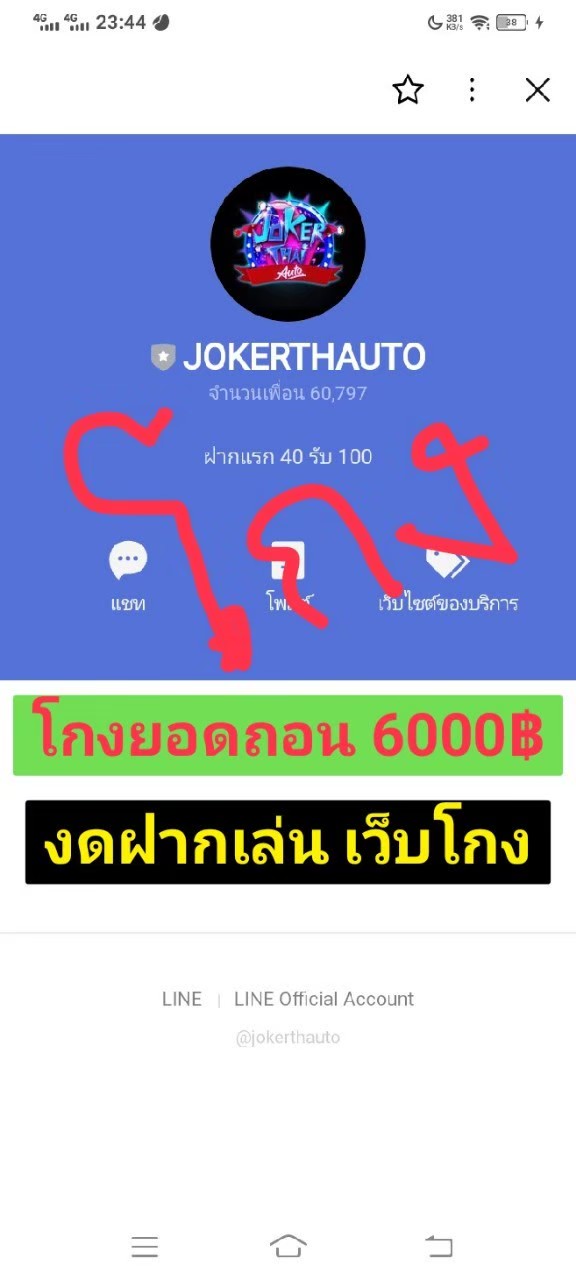 4G 4G 23:44 381 KB/s 38
JOKER
THAI
Auto
JOKERTHAUTO
จำนวนเพื่อน 60,797
ฝากแรก 40 รับ 100
โกง
แชท โพสต์ เว็บไซต์ของบริการ
โกงยอดถอน 6000฿
งดฝากเล่น เว็บโกง
LINE | LINE Official Account
@jokerthauto